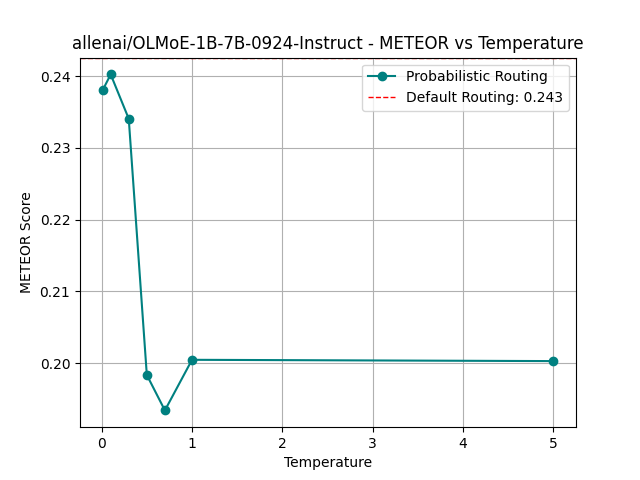 allenai/OLMoE-1B-7B-0924-Instruct - METEOR vs Temperature
Probabilistic Routing
Default Routing: 0.243
METEOR Score
0.24
0.23
0.22
0.21
0.20
0 1 2 3 4 5
Temperature